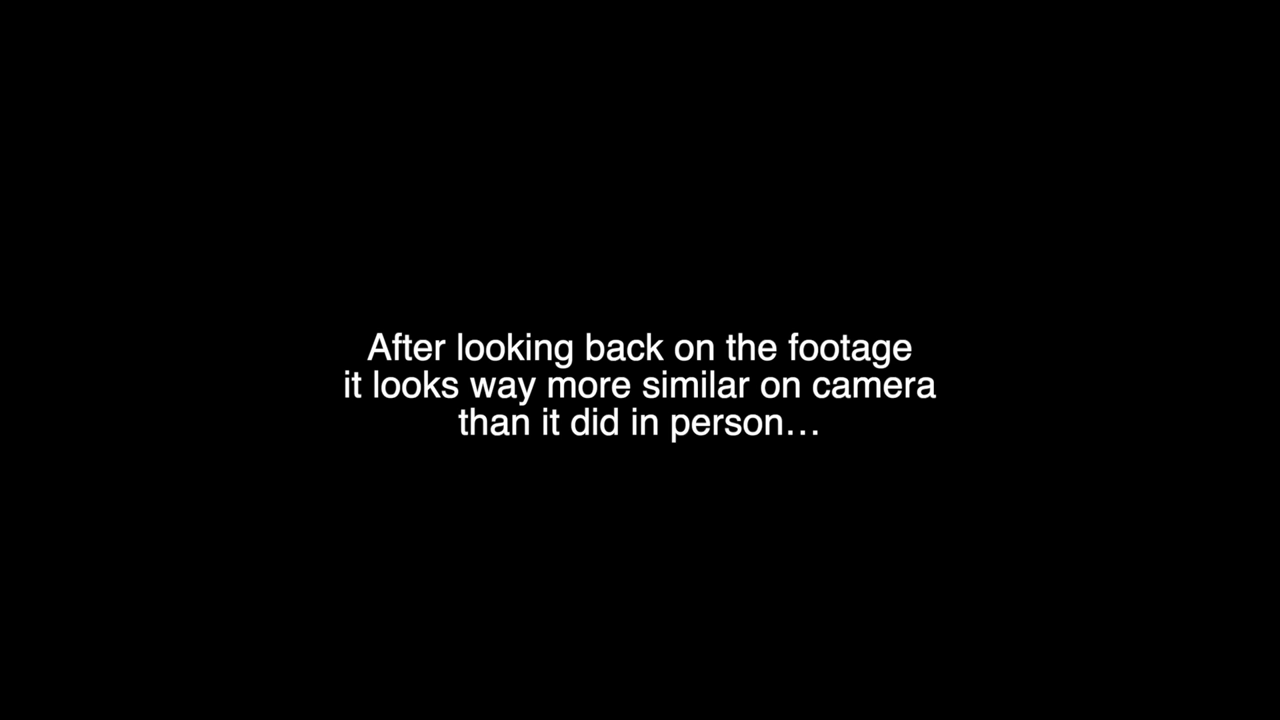 After looking back on the footage
it looks way more similar on camera
than it did in person…